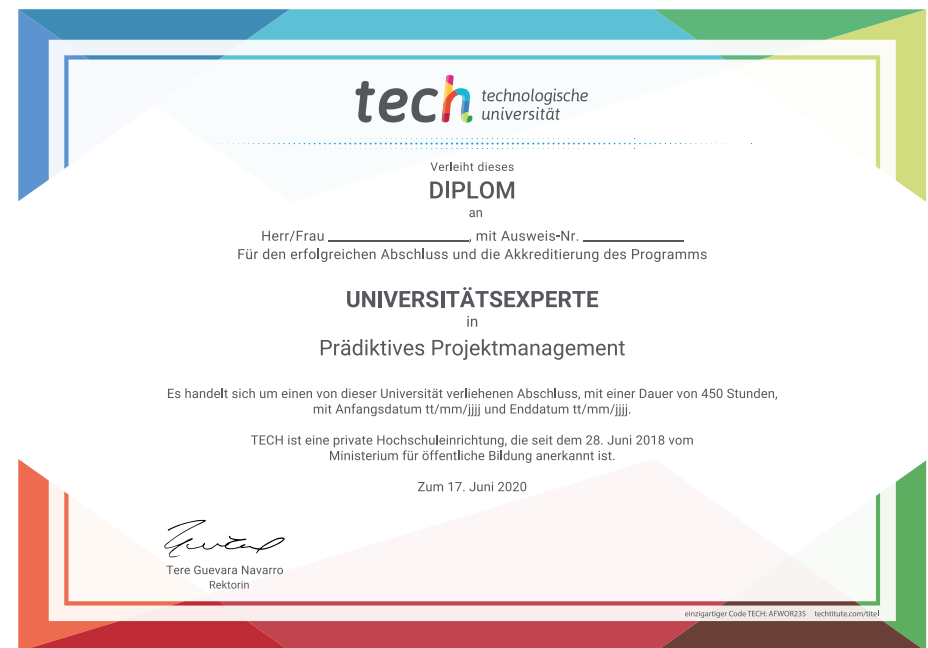 tech technologische
universität
Verleiht dieses
DIPLOM
an
Herr/Frau ____________, mit Ausweis-Nr. ____________
Für den erfolgreichen Abschluss und die Akkreditierung des Programms
UNIVERSITÄTSEXPERTE
in
Prädiktives Projektmanagement
Es handelt sich um einen von dieser Universität verliehenen Abschluss, mit einer Dauer von 450 Stunden,
mit Anfangsdatum tt/mm/jjjj und Enddatum tt/mm/jjjj.
TECH ist eine private Hochschuleinrichtung, die seit dem 28. Juni 2018 vom
Ministerium für öffentliche Bildung anerkannt ist.
Zum 17. Juni 2020
Tere Guevara Navarro
Rektorin
einzigartiger Code TECH: AFWOR23S techtitute.com/titel